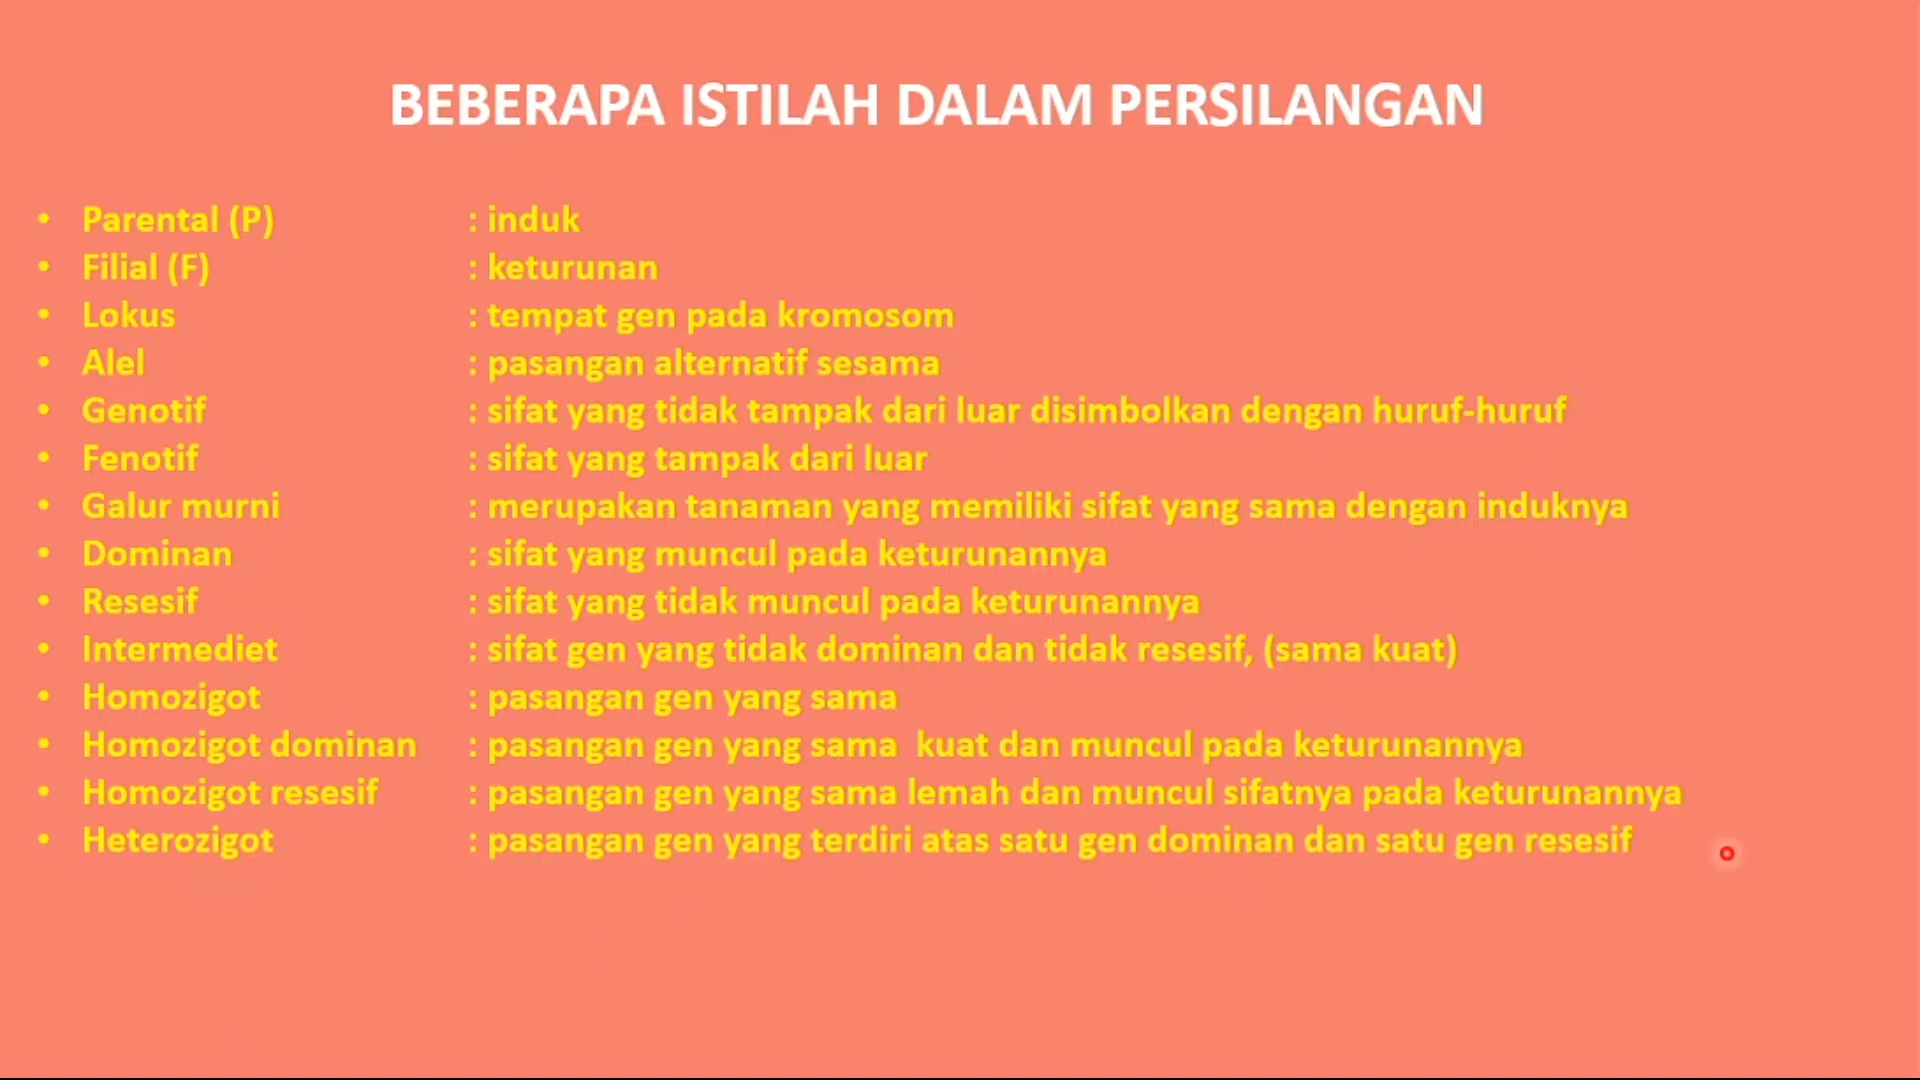 BEBERAPA ISTILAH DALAM PERSILANGAN
• Parental (P) : induk
• Filial (F) : keturunan
• Lokus : tempat gen pada kromosom
• Alel : pasangan alternatif sesama
• Genotif : sifat yang tidak tampak dari luar disimbolkan dengan huruf-huruf
• Fenotif : sifat yang tampak dari luar
• Galur murni : merupakan tanaman yang memiliki sifat yang sama dengan induknya
• Dominan : sifat yang muncul pada keturunannya
• Resesif : sifat yang tidak muncul pada keturunannya
• Intermediet : sifat gen yang tidak dominan dan tidak resesif, (sama kuat)
• Homozigot : pasangan gen yang sama
• Homozigot dominan : pasangan gen yang sama  kuat dan muncul pada keturunannya
• Homozigot resesif : pasangan gen yang sama lemah dan muncul sifatnya pada keturunannya
• Heterozigot : pasangan gen yang terdiri atas satu gen dominan dan satu gen resesif